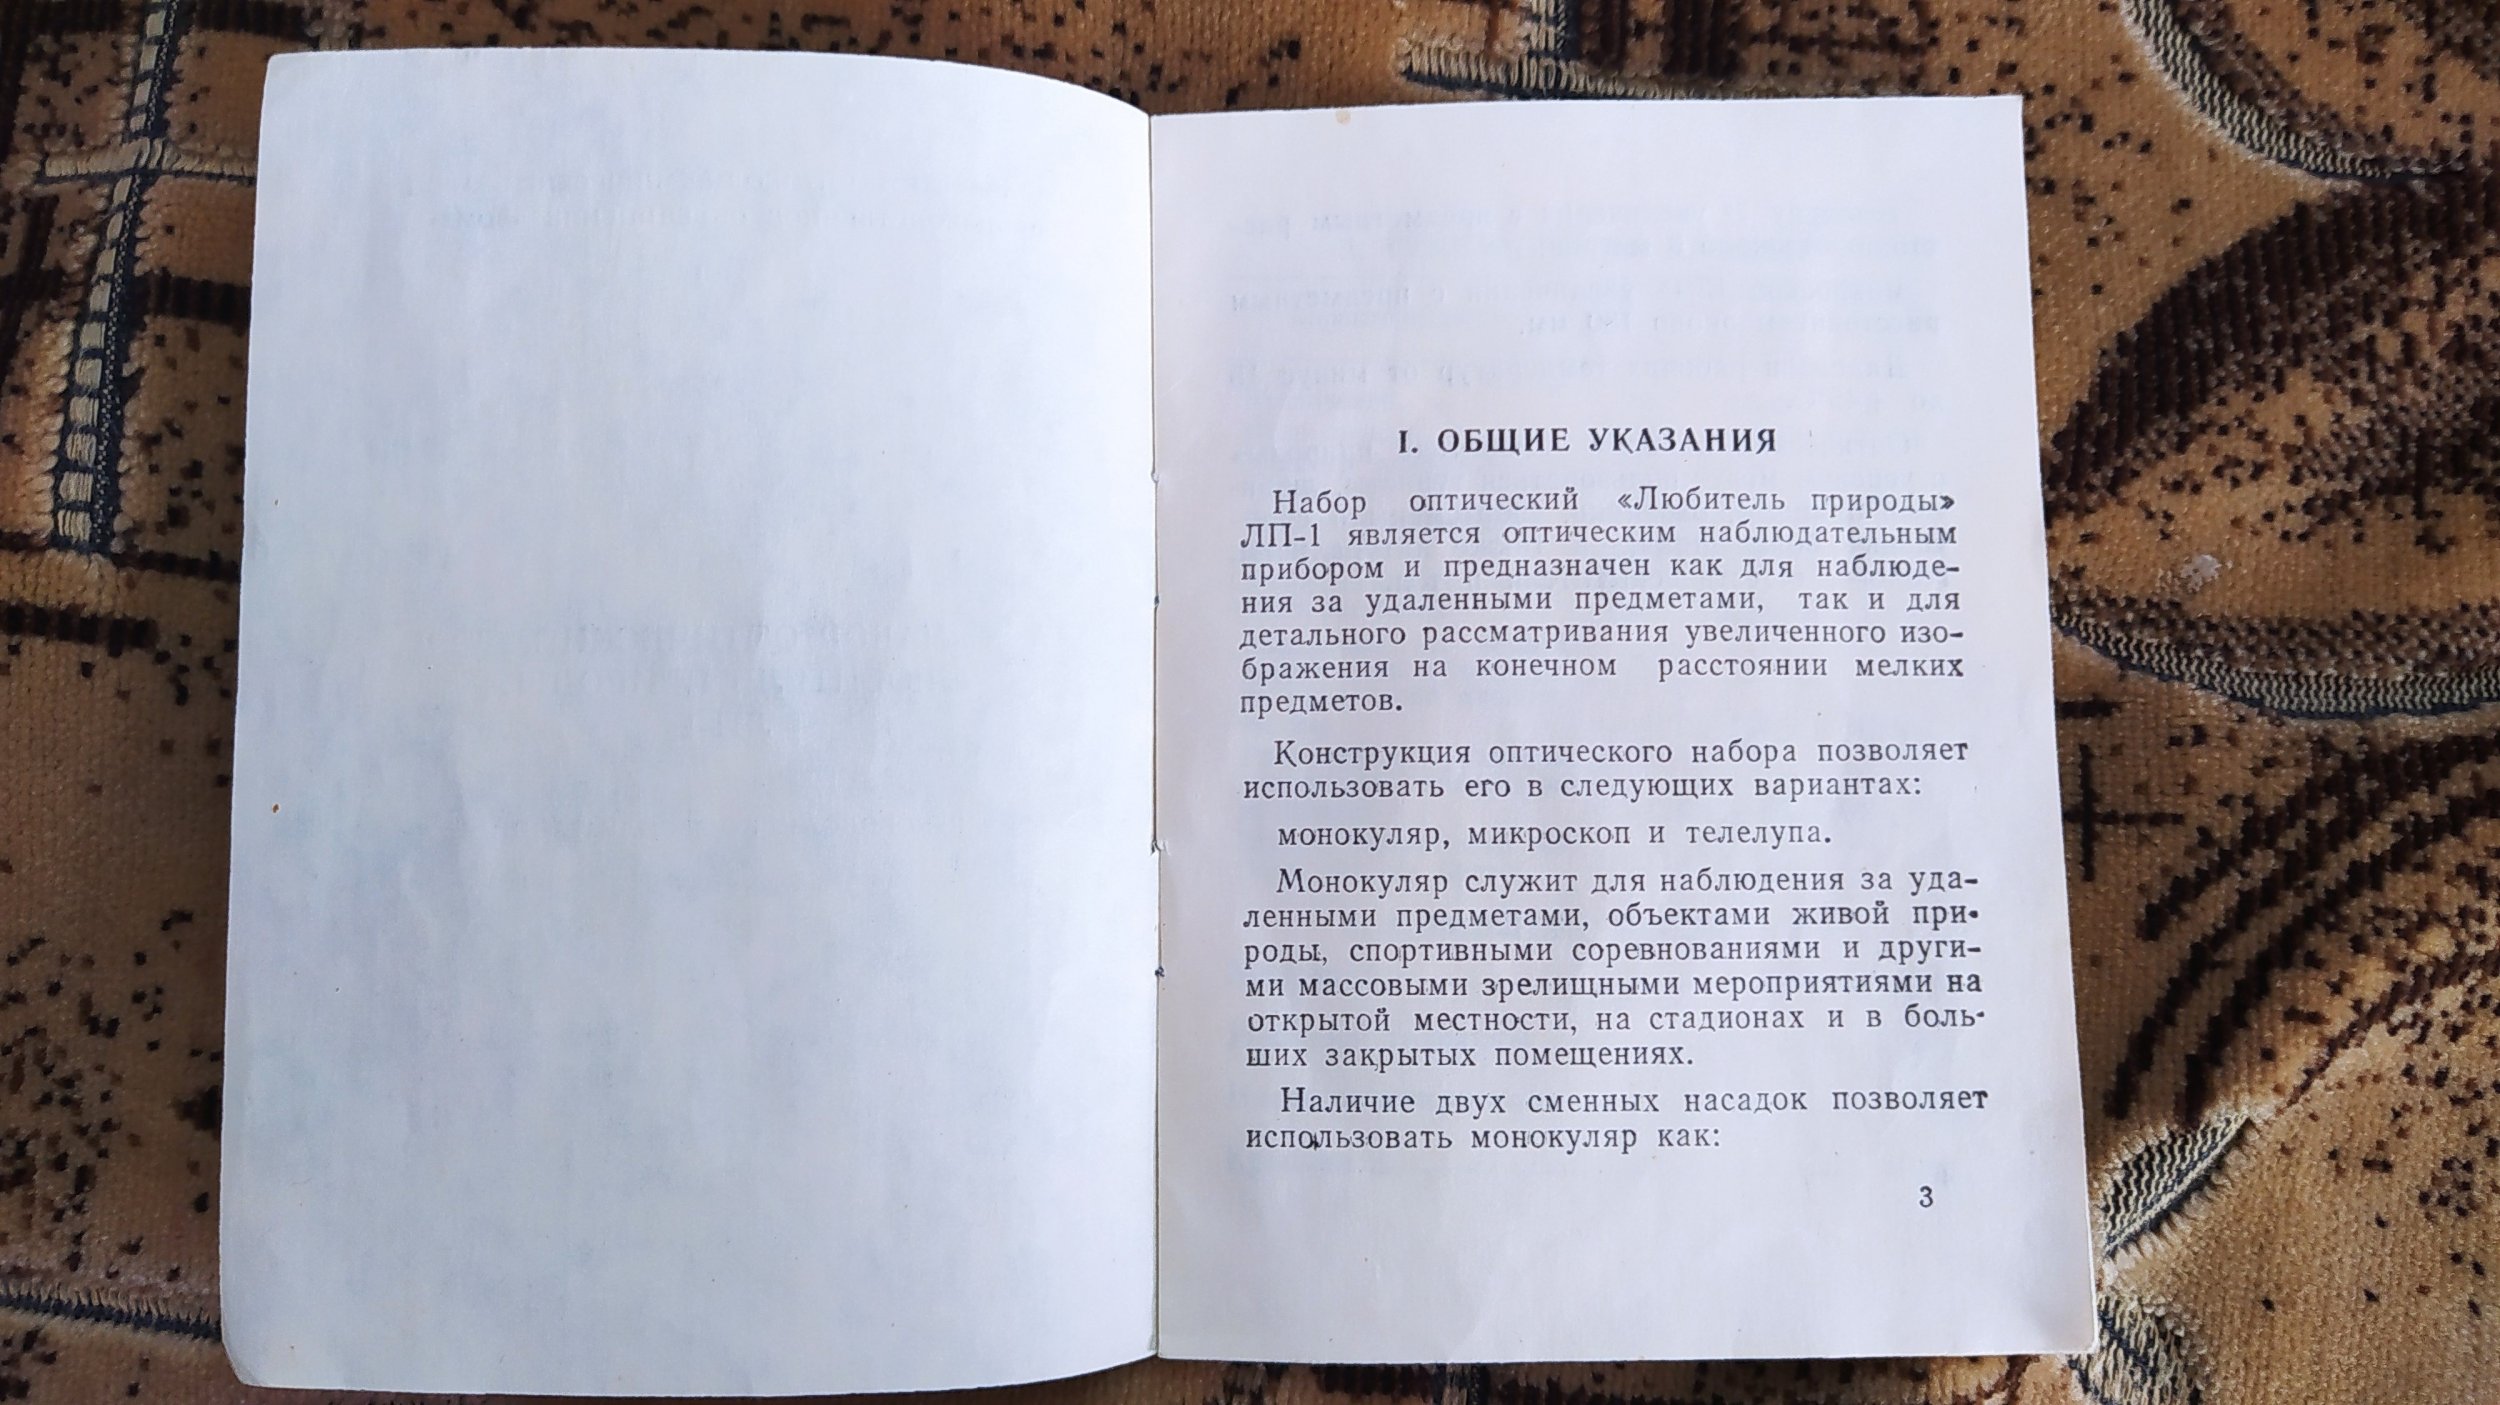 I. ОБЩИЕ УКАЗАНИЯ
Набор оптический «Любитель природы»
ЛП-1 является оптическим наблюдательным
прибором и предназначен как для наблюде-
ния за удаленными предметами, так и для
детального рассматривания увеличенного изо-
бражения на конечном расстоянии мелких
предметов.
Конструкция оптического набора позволяет
использовать его в следующих вариантах:
монокуляр, микроскоп и телелупа.
Монокуляр служит для наблюдения за уда-
ленными предметами, объектами живой при-
роды, спортивными соревнованиями и други-
ми массовыми зрелищными мероприятиями на
открытой местности, на стадионах и в боль-
ших закрытых помещениях.
Наличие двух сменных насадок позволяет
использовать монокуляр как:
3